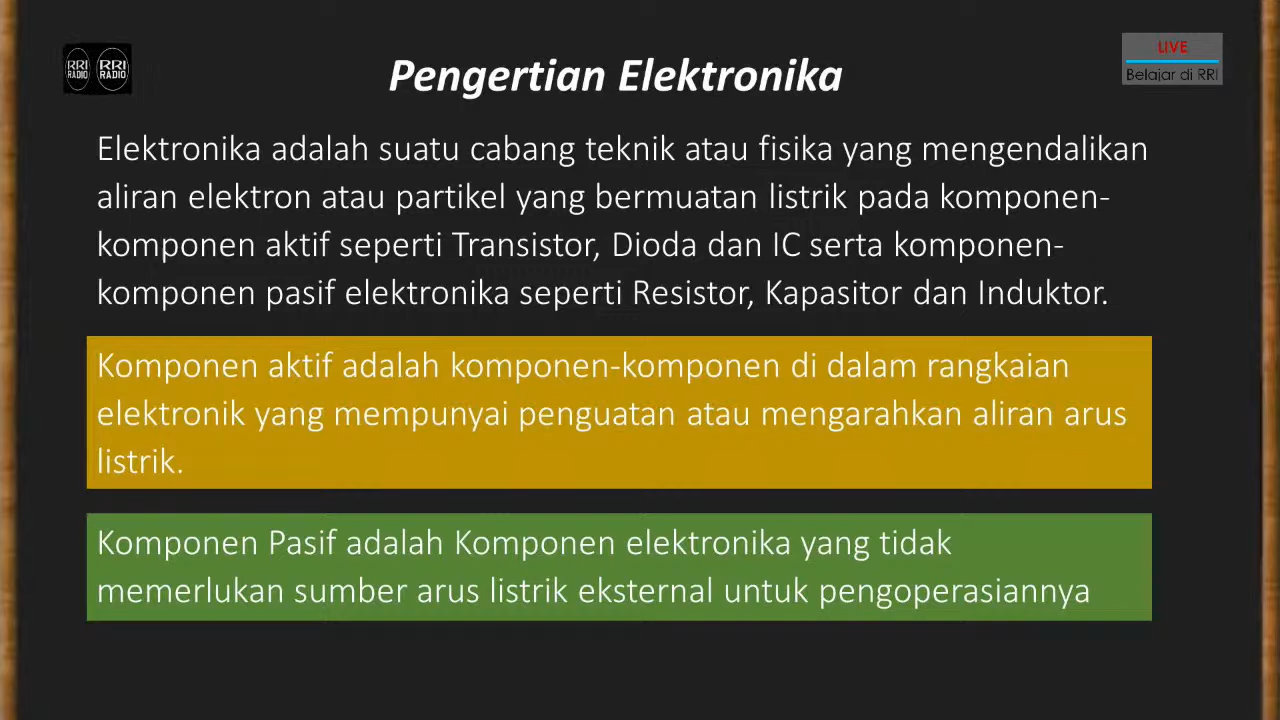 RRI RADIO RRI RADIO
LIVE
Belajar di RRI
Pengertian Elektronika
Elektronika adalah suatu cabang teknik atau fisika yang mengendalikan
aliran elektron atau partikel yang bermuatan listrik pada komponen-
komponen aktif seperti Transistor, Dioda dan IC serta komponen-
komponen pasif elektronika seperti Resistor, Kapasitor dan Induktor.
Komponen aktif adalah komponen-komponen di dalam rangkaian
elektronik yang mempunyai penguatan atau mengarahkan aliran arus
listrik.
Komponen Pasif adalah Komponen elektronika yang tidak
memerlukan sumber arus listrik eksternal untuk pengoperasiannya